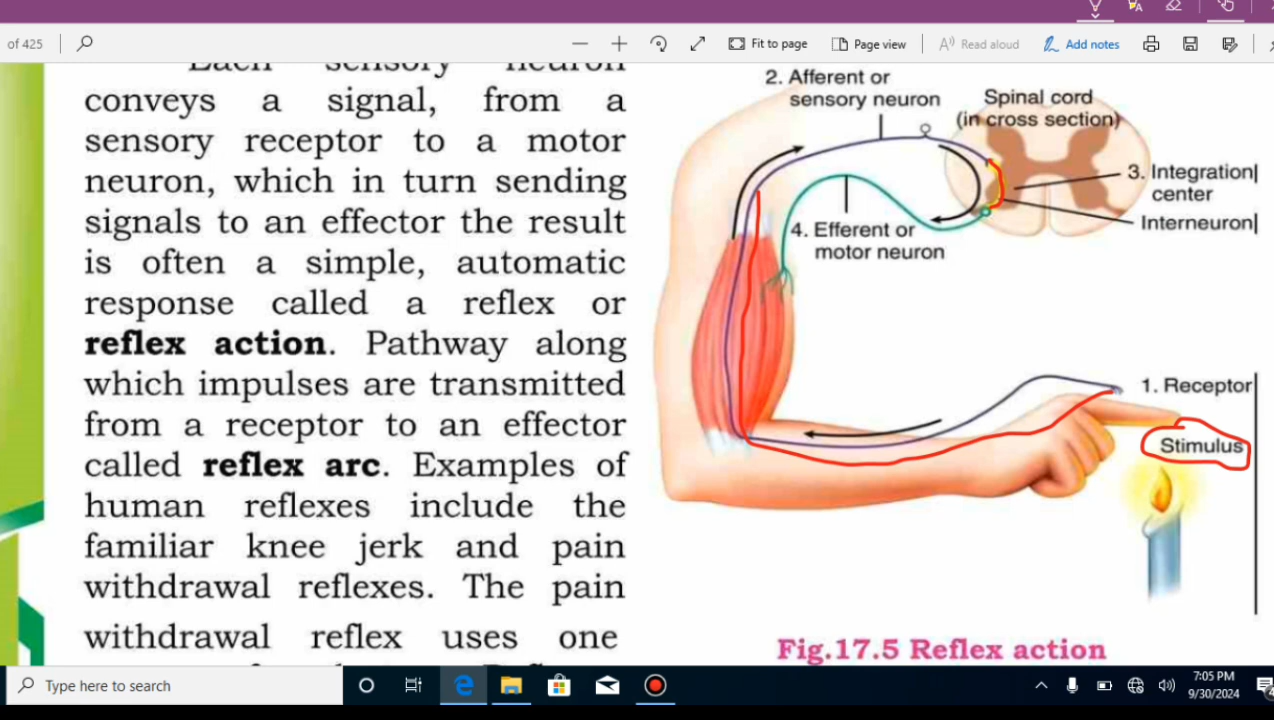 of 425
Fit to page
Page view
Read aloud
Add notes
Each sensory neuron
conveys a signal, from a
sensory receptor to a motor
neuron, which in turn sending
signals to an effector the result
is often a simple, automatic
response called a reflex or
reflex action. Pathway along
which impulses are transmitted
from a receptor to an effector
called reflex arc. Examples of
human reflexes include the
familiar knee jerk and pain
withdrawal reflexes. The pain
withdrawal reflex uses one
2. Afferent or
sensory neuron
Spinal cord
(in cross section)
3. Integration
center
Interneuron
4. Efferent or
motor neuron
1. Receptor
Stimulus
Fig.17.5 Reflex action
Type here to search
7:05 PM
9/30/2024